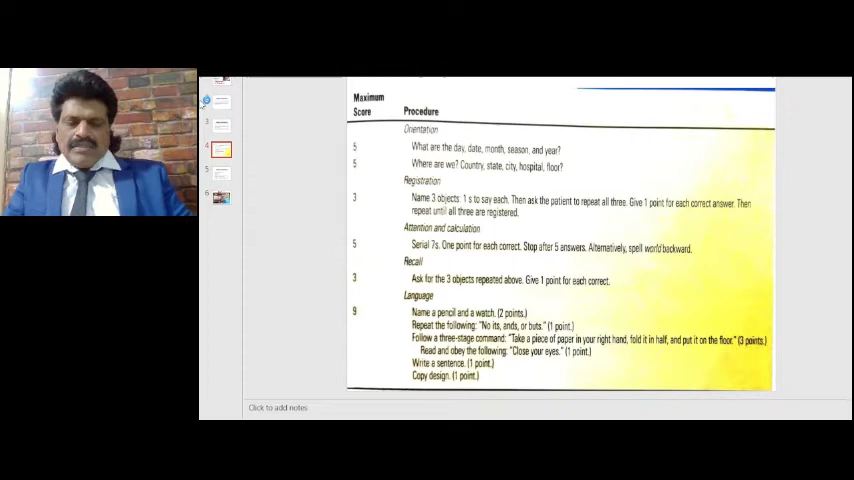 Maximum
Score Procedure
Orientation
5 What are the day, date, month, season, and year?
5 Where are we? Country, state, city, hospital, floor?
Registration
3 Name 3 objects: 1 s to say each. Then ask the patient to repeat all three. Give 1 point for each correct answer. Then
repeat until all three are registered.
Attention and calculation
5 Serial 7s. One point for each correct. Stop after 5 answers. Alternatively, spell world backward.
Recall
3 Ask for the 3 objects repeated above. Give 1 point for each correct.
Language
9 Name a pencil and a watch. (2 points.)
Repeat the following: "No its, ands, or buts." (1 point.)
Follow a three-stage command: "Take a piece of paper in your right hand, fold it in half, and put it on the floor." (3 points.)
Read and obey the following: "Close your eyes." (1 point.)
Write a sentence. (1 point.)
Copy design. (1 point.)
Click to add notes
3
4
5
6